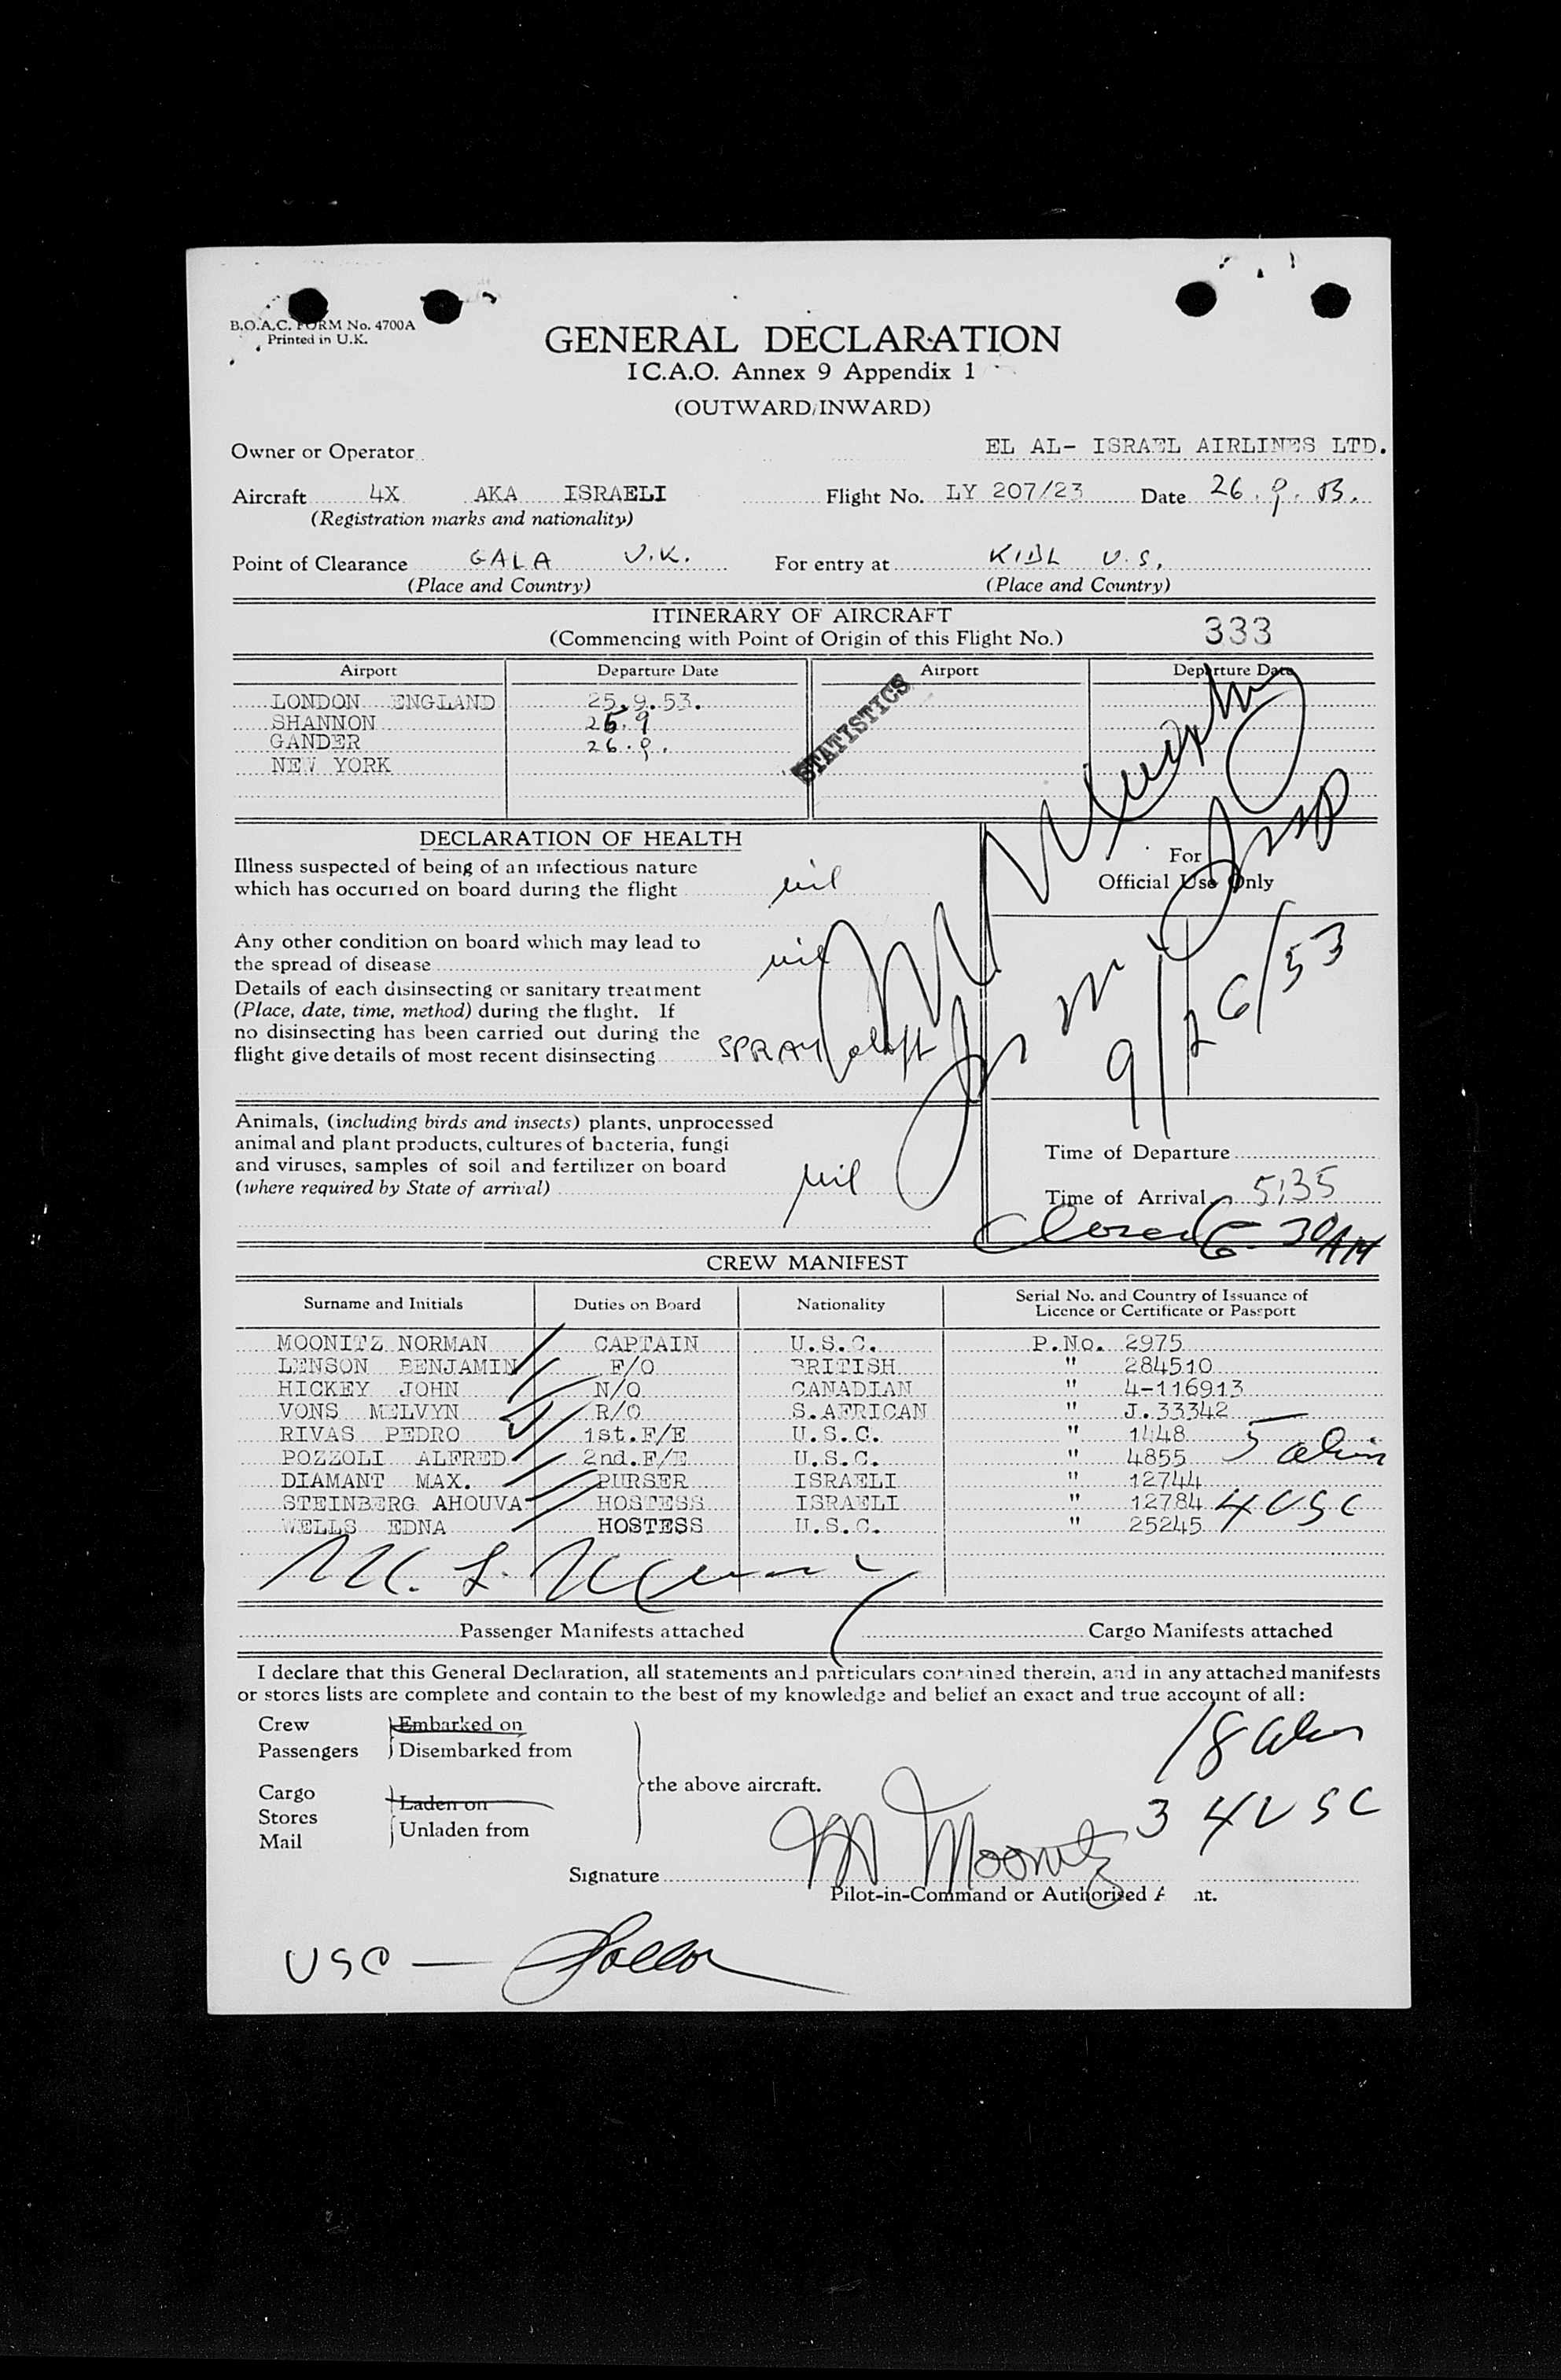 B.O.A.C. FORM No. 4700A
Printed in U.K.
GENERAL DECLARATION
I C.A.O. Annex 9 Appendix 1
(OUTWARD/INWARD)
Owner or Operator EL AL- ISRAEL AIRLINES LTD.
Aircraft 4X AKA ISRAELI Flight No. LY 207/23 Date 26.9.53.
(Registration marks and nationality)
Point of Clearance GALA U.K. For entry at KIDL U.S.
(Place and Country) (Place and Country)
ITINERARY OF AIRCRAFT
(Commencing with Point of Origin of this Flight No.) 333
Airport Departure Date Airport Departure Date
LONDON ENGLAND 25.9.53.
SHANNON 25.9
GANDER 26.9.
NEW YORK
STATISTICS
DECLARATION OF HEALTH
Illness suspected of being of an infectious nature
which has occurred on board during the flight nil
For
Official Use Only
Any other condition on board which may lead to
the spread of disease nil
Details of each disinsecting or sanitary treatment
(Place, date, time, method) during the flight. If
no disinsecting has been carried out during the
flight give details of most recent disinsecting SPRAY aloft
9/26/53
Animals, (including birds and insects) plants, unprocessed
animal and plant products, cultures of bacteria, fungi
and viruses, samples of soil and fertilizer on board
(where required by State of arrival) nil
Time of Departure
Time of Arrival 5:35
Closed 6-30 AM
CREW MANIFEST
Surname and Initials Duties on Board Nationality Serial No. and Country of Issuance of
Licence or Certificate or Passport
MOONITZ NORMAN CAPTAIN U.S.C. P.No. 2975
LENSON BENJAMIN F/O BRITISH " 284510
HICKEY JOHN N/O CANADIAN " 4-116913
VONS MELVYN R/O S.AFRICAN " J.33342
RIVAS PEDRO 1st.F/E U.S.C. " 1448
POZZOLI ALFRED 2nd.F/E U.S.C. " 4855 5 alien
DIAMANT MAX. PURSER ISRAELI " 12744
STEINBERG AHOUVA HOSTESS ISRAELI " 12784 4 USC
WELLS EDNA HOSTESS U.S.C. " 25245
Passenger Manifests attached Cargo Manifests attached
I declare that this General Declaration, all statements and particulars contained therein, and in any attached manifests
or stores lists are complete and contain to the best of my knowledge and belief an exact and true account of all:
Crew Embarked on
Passengers Disembarked from
18 alien
the above aircraft.
Cargo Laden on
Stores
Mail Unladen from
34 USC
Signature N Moonitz
Pilot-in-Command or Authorised A nt.
USC —